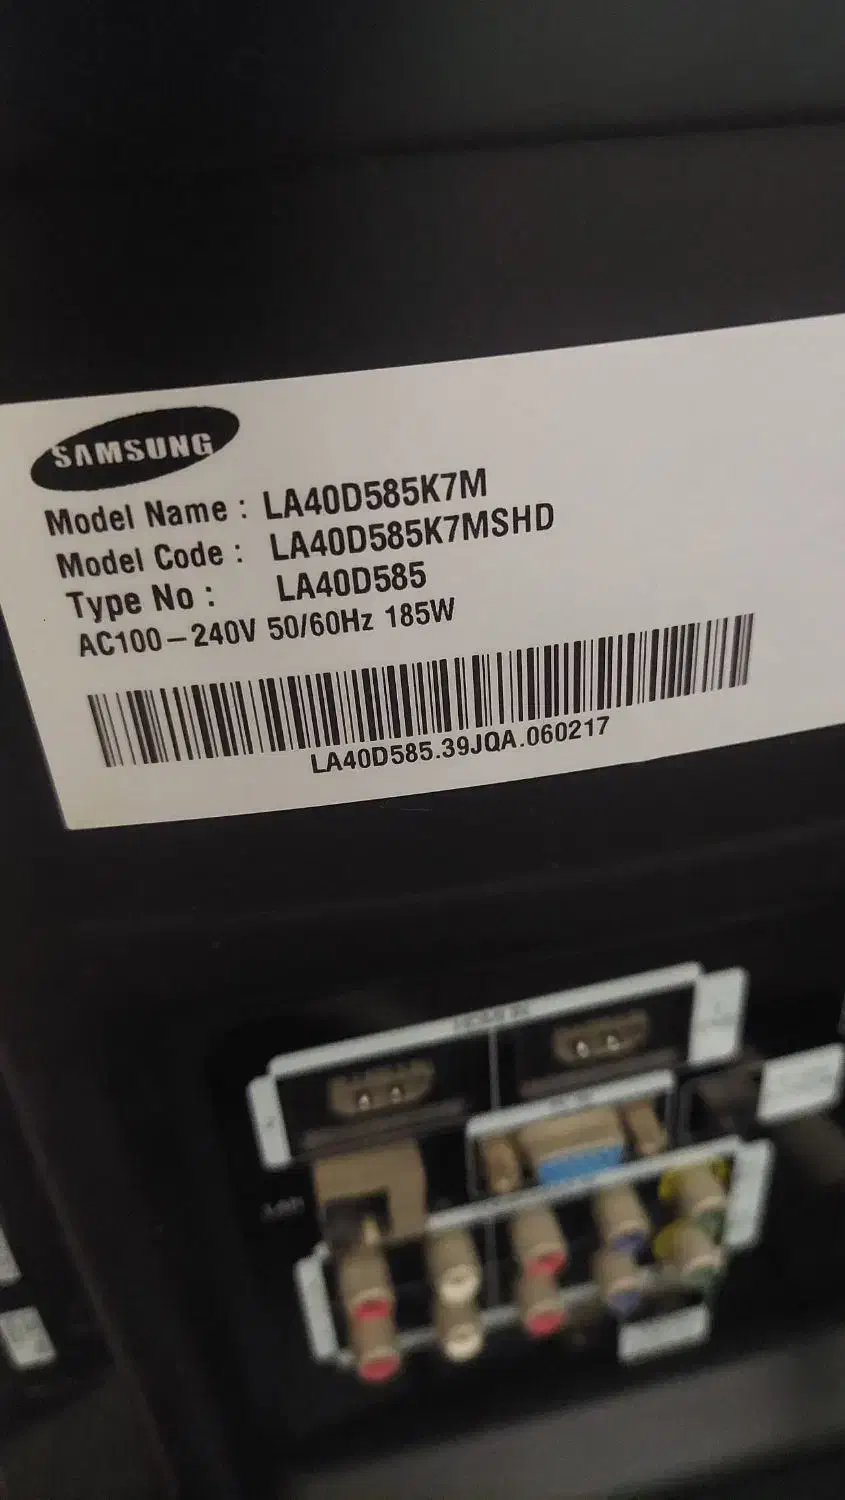 SAMSUNG
Model Name : LA40D585K7M
Model Code : LA40D585K7MSHD
Type No : LA40D585
AC100-240V 50/60Hz 185W
LA40D585.39JQA.060217